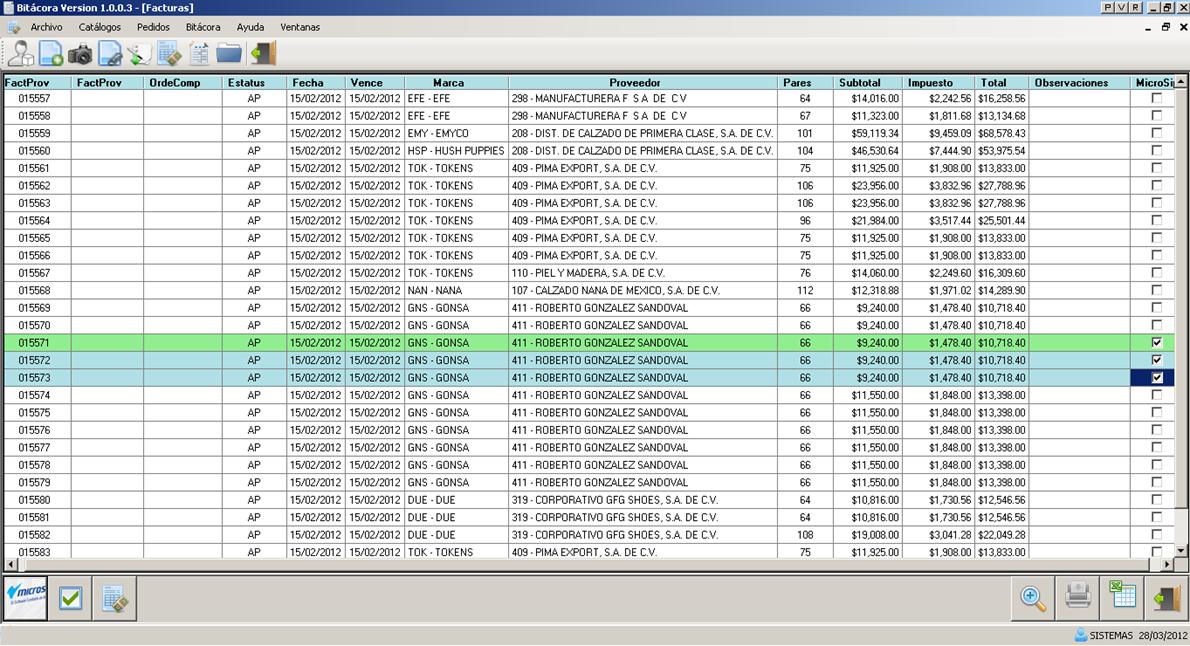 Bitácora Version 1.0.0.3 - [Facturas]
P V R
Archivo Catálogos Pedidos Bitácora Ayuda Ventanas
FactProv FactProv OrdeComp Estatus Fecha Vence Marca Proveedor Pares Subtotal Impuesto Total Observaciones MicroSi
015557 AP 15/02/2012 15/02/2012 EFE - EFE 298 - MANUFACTURERA F S A DE C V 64 $14,016.00 $2,242.56 $16,258.56
015558 AP 15/02/2012 15/02/2012 EFE - EFE 298 - MANUFACTURERA F S A DE C V 67 $11,323.00 $1,811.68 $13,134.68
015559 AP 15/02/2012 15/02/2012 EMY - EMYCO 208 - DIST. DE CALZADO DE PRIMERA CLASE, S.A. DE C.V. 101 $59,119.34 $9,459.09 $68,578.43
015560 AP 15/02/2012 15/02/2012 HSP - HUSH PUPPIES 208 - DIST. DE CALZADO DE PRIMERA CLASE, S.A. DE C.V. 104 $46,530.64 $7,444.90 $53,975.54
015561 AP 15/02/2012 15/02/2012 TOK - TOKENS 409 - PIMA EXPORT, S.A. DE C.V. 75 $11,925.00 $1,908.00 $13,833.00
015562 AP 15/02/2012 15/02/2012 TOK - TOKENS 409 - PIMA EXPORT, S.A. DE C.V. 106 $23,956.00 $3,832.96 $27,788.96
015563 AP 15/02/2012 15/02/2012 TOK - TOKENS 409 - PIMA EXPORT, S.A. DE C.V. 106 $23,956.00 $3,832.96 $27,788.96
015564 AP 15/02/2012 15/02/2012 TOK - TOKENS 409 - PIMA EXPORT, S.A. DE C.V. 96 $21,984.00 $3,517.44 $25,501.44
015565 AP 15/02/2012 15/02/2012 TOK - TOKENS 409 - PIMA EXPORT, S.A. DE C.V. 75 $11,925.00 $1,908.00 $13,833.00
015566 AP 15/02/2012 15/02/2012 TOK - TOKENS 409 - PIMA EXPORT, S.A. DE C.V. 75 $11,925.00 $1,908.00 $13,833.00
015567 AP 15/02/2012 15/02/2012 TOK - TOKENS 110 - PIEL Y MADERA, S.A. DE C.V. 76 $14,060.00 $2,249.60 $16,309.60
015568 AP 15/02/2012 15/02/2012 NAN - NANA 107 - CALZADO NANA DE MEXICO, S.A. DE C.V. 112 $12,318.88 $1,971.02 $14,289.90
015569 AP 15/02/2012 15/02/2012 GNS - GONSA 411 - ROBERTO GONZALEZ SANDOVAL 66 $9,240.00 $1,478.40 $10,718.40
015570 AP 15/02/2012 15/02/2012 GNS - GONSA 411 - ROBERTO GONZALEZ SANDOVAL 66 $9,240.00 $1,478.40 $10,718.40
015571 AP 15/02/2012 15/02/2012 GNS - GONSA 411 - ROBERTO GONZALEZ SANDOVAL 66 $9,240.00 $1,478.40 $10,718.40
015572 AP 15/02/2012 15/02/2012 GNS - GONSA 411 - ROBERTO GONZALEZ SANDOVAL 66 $9,240.00 $1,478.40 $10,718.40
015573 AP 15/02/2012 15/02/2012 GNS - GONSA 411 - ROBERTO GONZALEZ SANDOVAL 66 $9,240.00 $1,478.40 $10,718.40
015574 AP 15/02/2012 15/02/2012 GNS - GONSA 411 - ROBERTO GONZALEZ SANDOVAL 66 $11,550.00 $1,848.00 $13,398.00
015575 AP 15/02/2012 15/02/2012 GNS - GONSA 411 - ROBERTO GONZALEZ SANDOVAL 66 $11,550.00 $1,848.00 $13,398.00
015576 AP 15/02/2012 15/02/2012 GNS - GONSA 411 - ROBERTO GONZALEZ SANDOVAL 66 $11,550.00 $1,848.00 $13,398.00
015577 AP 15/02/2012 15/02/2012 GNS - GONSA 411 - ROBERTO GONZALEZ SANDOVAL 66 $11,550.00 $1,848.00 $13,398.00
015578 AP 15/02/2012 15/02/2012 GNS - GONSA 411 - ROBERTO GONZALEZ SANDOVAL 66 $11,550.00 $1,848.00 $13,398.00
015579 AP 15/02/2012 15/02/2012 GNS - GONSA 411 - ROBERTO GONZALEZ SANDOVAL 66 $11,550.00 $1,848.00 $13,398.00
015580 AP 15/02/2012 15/02/2012 DUE - DUE 319 - CORPORATIVO GFG SHOES, S.A. DE C.V. 64 $10,816.00 $1,730.56 $12,546.56
015581 AP 15/02/2012 15/02/2012 DUE - DUE 319 - CORPORATIVO GFG SHOES, S.A. DE C.V. 64 $10,816.00 $1,730.56 $12,546.56
015582 AP 15/02/2012 15/02/2012 DUE - DUE 319 - CORPORATIVO GFG SHOES, S.A. DE C.V. 108 $19,008.00 $3,041.28 $22,049.28
015583 AP 15/02/2012 15/02/2012 TOK - TOKENS 409 - PIMA EXPORT, S.A. DE C.V. 75 $11,925.00 $1,908.00 $13,833.00
micros
SISTEMAS 28/03/2012